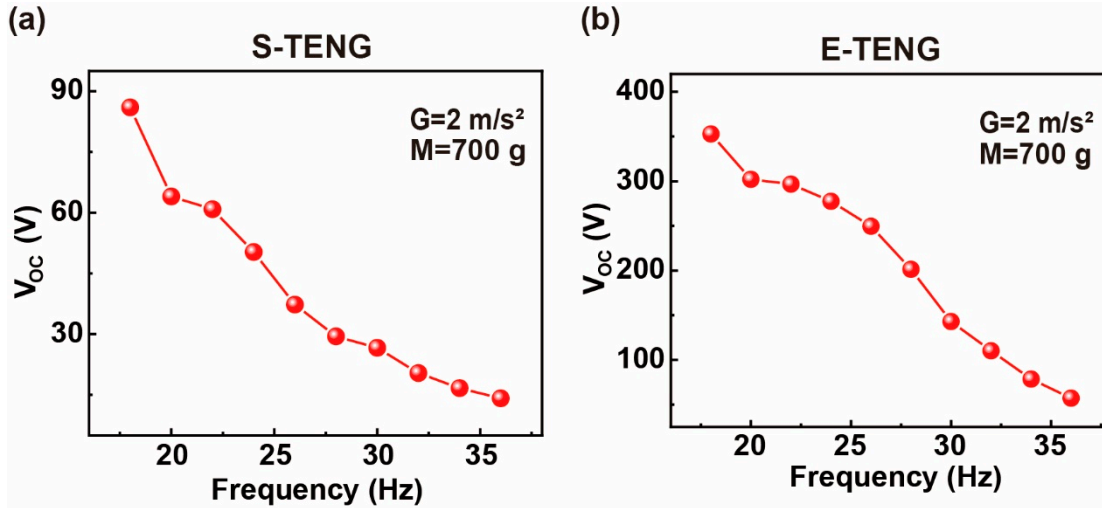 (a)
S-TENG
90
60
30
V_OC (V)
G=2 m/s²
M=700 g
20 25 30 35
Frequency (Hz)
(b)
E-TENG
400
300
200
100
V_OC (V)
G=2 m/s²
M=700 g
20 25 30 35
Frequency (Hz)